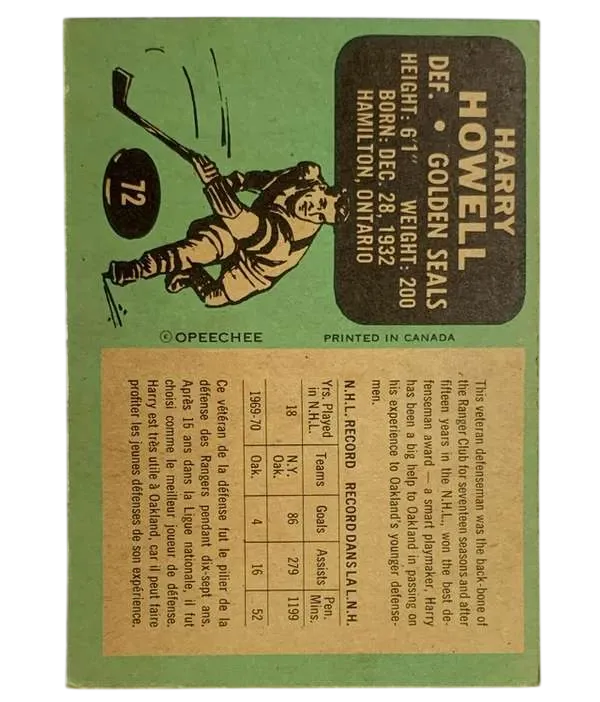 HARRY
HOWELL
DEF. • GOLDEN SEALS
HEIGHT: 6'1" WEIGHT: 200
BORN: DEC. 28, 1932
HAMILTON, ONTARIO
72
© OPEECHEE PRINTED IN CANADA
This veteran defenseman was the back-bone of
the Ranger Club for seventeen seasons and after
fifteen years in the N.H.L., won the best de-
fenseman award — a smart playmaker, Harry
has been a big help to Oakland in passing on
his experience to Oakland's younger defense-
men.
N.H.L. RECORD RECORD DANS LA L.N.H.
Yrs. Played Teams Goals Assists Pen.
in N.H.L. Mins.
18 N.Y. 86 279 1199
Oak.
1969-70 Oak. 4 16 52
Ce vétéran de la défense fut le pilier de la
défense des Rangers pendant dix-sept ans.
Après 15 ans dans la Ligue nationale, il fut
choisi comme le meilleur joueur de défense.
Harry est très utile à Oakland, car il peut faire
profiter les jeunes défenses de son expérience.